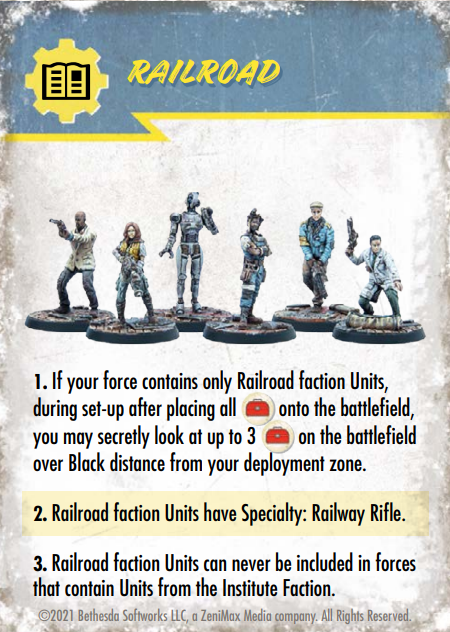 RAILROAD
1. If your force contains only Railroad faction Units,
during set-up after placing all onto the battlefield,
you may secretly look at up to 3 on the battlefield
over Black distance from your deployment zone.
2. Railroad faction Units have Specialty: Railway Rifle.
3. Railroad faction Units can never be included in forces
that contain Units from the Institute Faction.
©2021 Bethesda Softworks LLC, a ZeniMax Media company. All Rights Reserved.